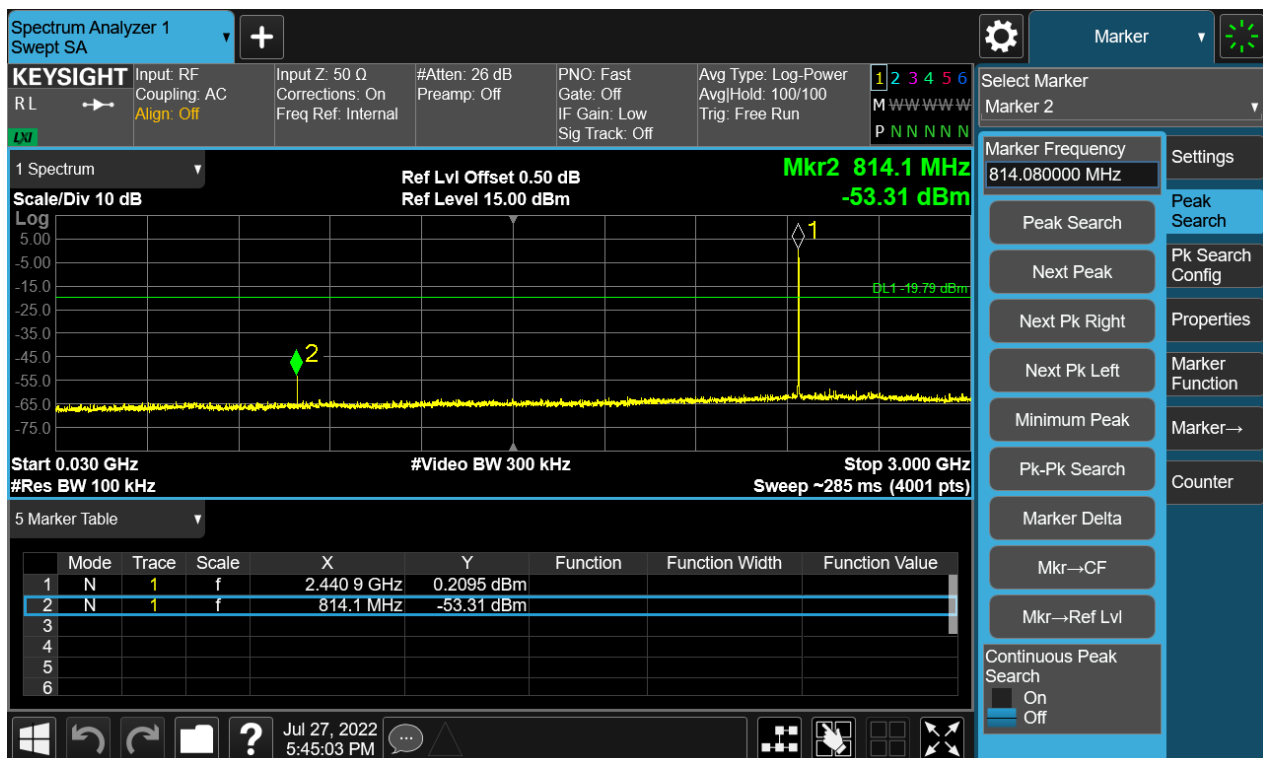 Spectrum Analyzer 1
Swept SA
+
Marker
KEYSIGHT
R L
LXI
Input: RF
Coupling: AC
Align: Off
Input Z: 50 Ω
Corrections: On
Freq Ref: Internal
#Atten: 26 dB
Preamp: Off
PNO: Fast
Gate: Off
IF Gain: Low
Sig Track: Off
Avg Type: Log-Power
Avg|Hold: 100/100
Trig: Free Run
1 2 3 4 5 6
M W W W W W
P N N N N N
Select Marker
Marker 2
1 Spectrum
Scale/Div 10 dB
Ref Lvl Offset 0.50 dB
Ref Level 15.00 dBm
Mkr2 814.1 MHz
-53.31 dBm
Log
5.00
-5.00
-15.0
-25.0
-35.0
-45.0
-55.0
-65.0
-75.0
1
2
DL1 -19.79 dBm
Start 0.030 GHz
#Res BW 100 kHz
#Video BW 300 kHz
Stop 3.000 GHz
Sweep ~285 ms (4001 pts)
5 Marker Table
Mode Trace Scale X Y Function Function Width Function Value
1 N 1 f 2.440 9 GHz 0.2095 dBm
2 N 1 f 814.1 MHz -53.31 dBm
3
4
5
6
Marker Frequency
814.080000 MHz
Peak Search
Next Peak
Next Pk Right
Next Pk Left
Minimum Peak
Pk-Pk Search
Marker Delta
Mkr→CF
Mkr→Ref Lvl
Continuous Peak
Search
On
Off
Settings
Peak
Search
Pk Search
Config
Properties
Marker
Function
Marker→
Counter
?
Jul 27, 2022
5:45:03 PM